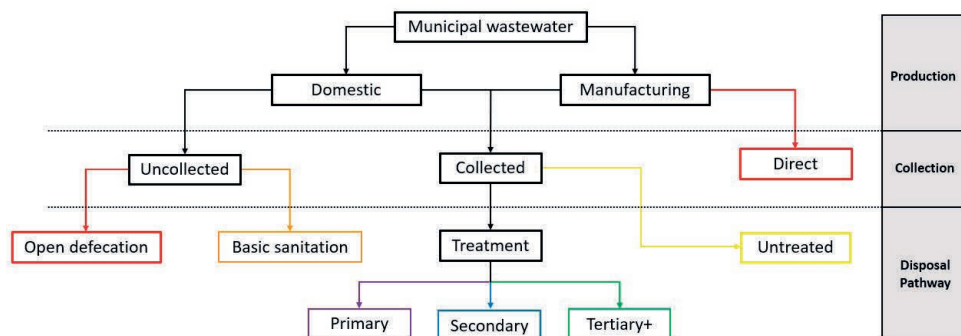 Municipal wastewater
Domestic
Manufacturing
Production
Uncollected
Collected
Direct
Collection
Open defecation
Basic sanitation
Treatment
Untreated
Disposal
Pathway
Primary
Secondary
Tertiary+